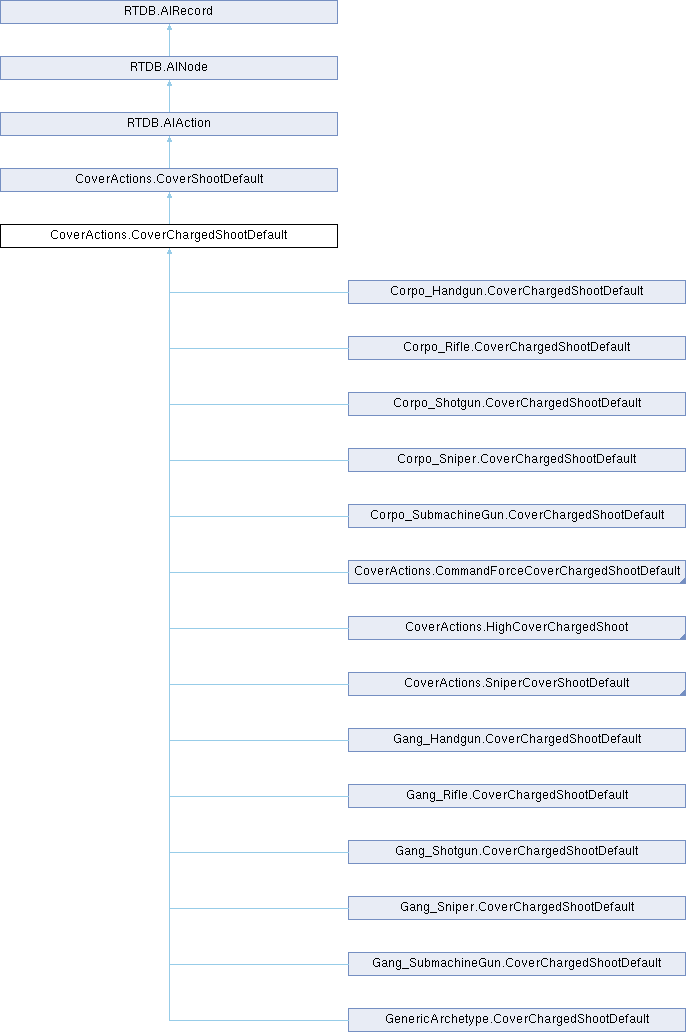 RTDB.AIRecord
RTDB.AINode
RTDB.AIAction
CoverActions.CoverShootDefault
CoverActions.CoverChargedShootDefault
Corpo_Handgun.CoverChargedShootDefault
Corpo_Rifle.CoverChargedShootDefault
Corpo_Shotgun.CoverChargedShootDefault
Corpo_Sniper.CoverChargedShootDefault
Corpo_SubmachineGun.CoverChargedShootDefault
CoverActions.CommandForceCoverChargedShootDefault
CoverActions.HighCoverChargedShoot
CoverActions.SniperCoverShootDefault
Gang_Handgun.CoverChargedShootDefault
Gang_Rifle.CoverChargedShootDefault
Gang_Shotgun.CoverChargedShootDefault
Gang_Sniper.CoverChargedShootDefault
Gang_SubmachineGun.CoverChargedShootDefault
GenericArchetype.CoverChargedShootDefault